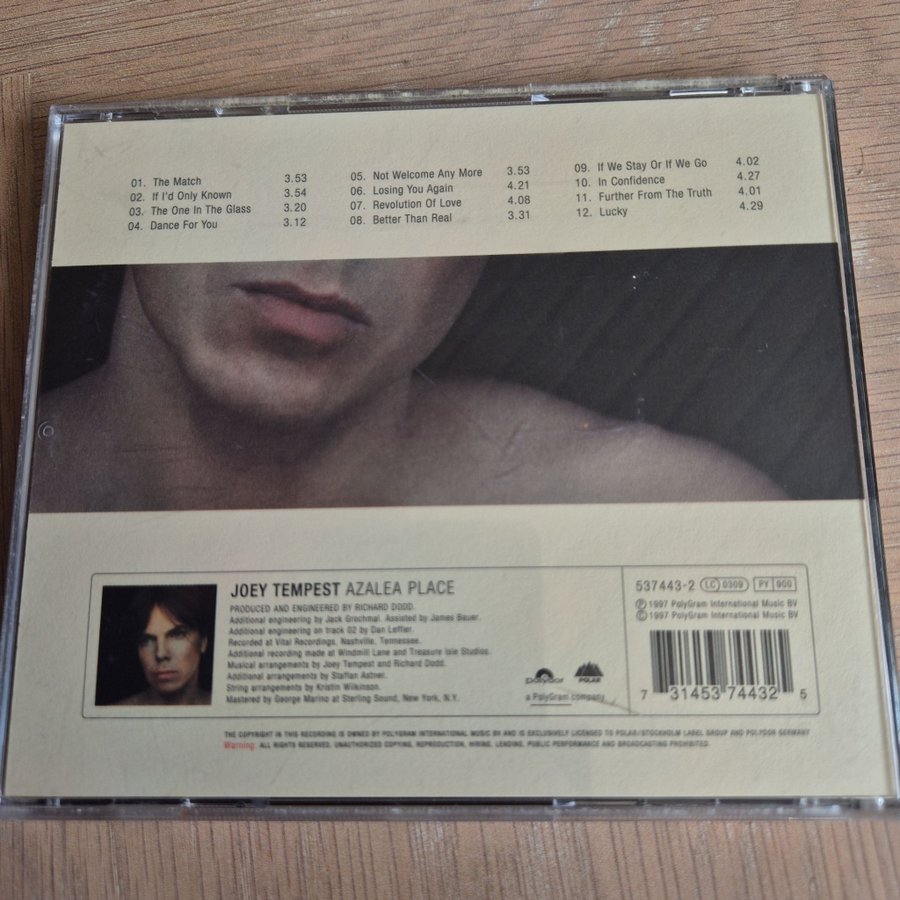 01. The Match 3.53
02. If I'd Only Known 3.54
03. The One In The Glass 3.20
04. Dance For You 3.12
05. Not Welcome Any More 3.53
06. Losing You Again 4.21
07. Revolution Of Love 4.08
08. Better Than Real 3.31
09. If We Stay Or If We Go 4.02
10. In Confidence 4.27
11. Further From The Truth 4.01
12. Lucky 4.29
JOEY TEMPEST AZALEA PLACE
PRODUCED AND ENGINEERED BY RICHARD DODD.
Additional engineering by Jack Grochmal. Assisted by James Bauer.
Additional engineering on track 02 by Dan Leffler.
Recorded at Vital Recordings, Nashville, Tennessee.
Additional recording made at Windmill Lane and Treasure Isle Studios.
Musical arrangements by Joey Tempest and Richard Dodd.
Additional arrangements by Staffan Astner.
String arrangements by Kristin Wilkinson.
Mastered by George Marino at Sterling Sound, New York, N.Y.
polydor
POLAR
a PolyGram company
537443-2 LC 0309 PY 900
Ⓟ 1997 PolyGram International Music BV
© 1997 PolyGram International Music BV
7 31453 74432 5
THE COPYRIGHT IN THIS RECORDING IS OWNED BY POLYGRAM INTERNATIONAL MUSIC BV AND IS EXCLUSIVELY LICENSED TO POLAR/STOCKHOLM LABEL GROUP AND POLYDOR GERMANY
Warning: ALL RIGHTS RESERVED. UNAUTHORIZED COPYING, REPRODUCTION, HIRING, LENDING, PUBLIC PERFORMANCE AND BROADCASTING PROHIBITED.